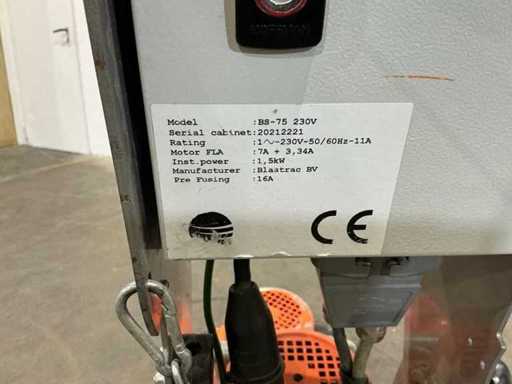 Model :BS-75 230V
Serial cabinet:20212221
Rating :1~-230V-50/60Hz-11A
Motor FLA :7A + 3,34A
Inst.power :1,5kW
Manufacturer :Blastrac BV
Pre Fusing :16A
CE